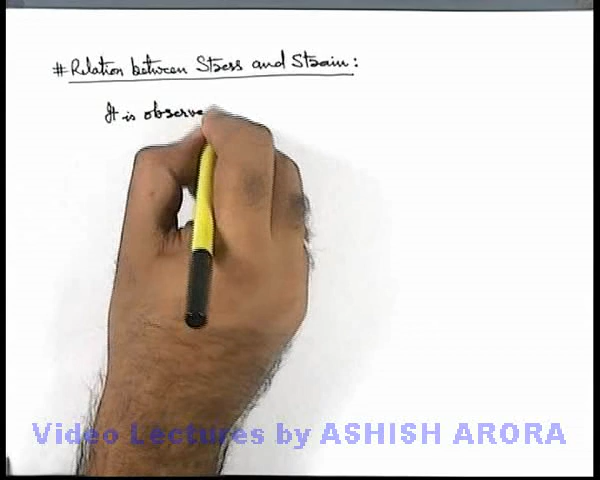 # Relation between Stress and Strain:
It is observe
Video Lectures by ASHISH ARORA